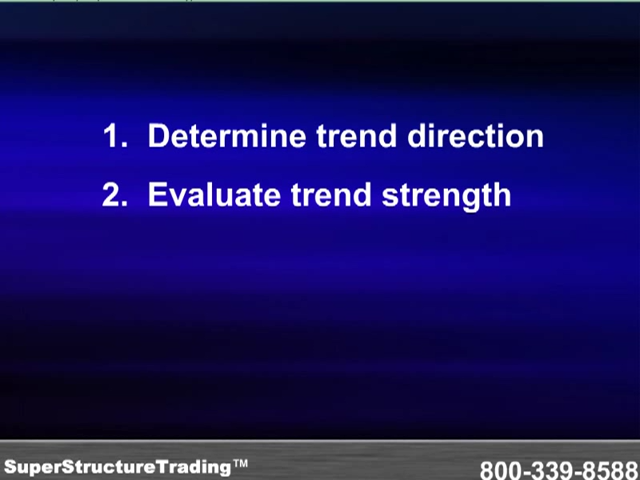 1. Determine trend direction
2. Evaluate trend strength
SuperStructureTrading™
800-339-8588